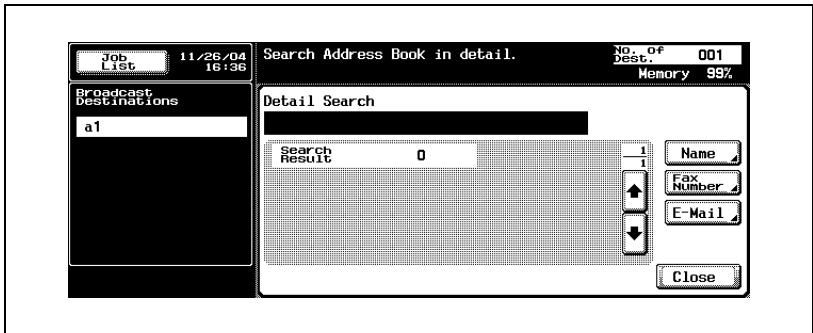 Job List
11/26/04
16:36
Search Address Book in detail.
No. of Dest. 001
Memory 99%
Broadcast
Destinations
a1
Detail Search
Search Result 0
1
1
Name
Fax
Number
E-Mail
Close